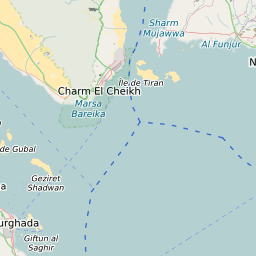 Sharm
Mujawwa
Al Funjur
N
Île de Tiran
Charm El Cheikh
Marsa
Bareika
de Gubal
Geziret
Shadwan
a
urghada
Giftun al
Saghir